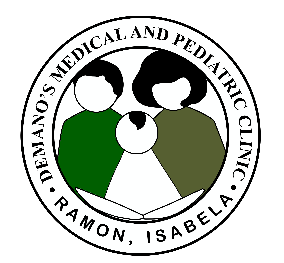 DEMANO'S MEDICAL AND PEDIATRIC CLINIC
• RAMON, ISABELA •